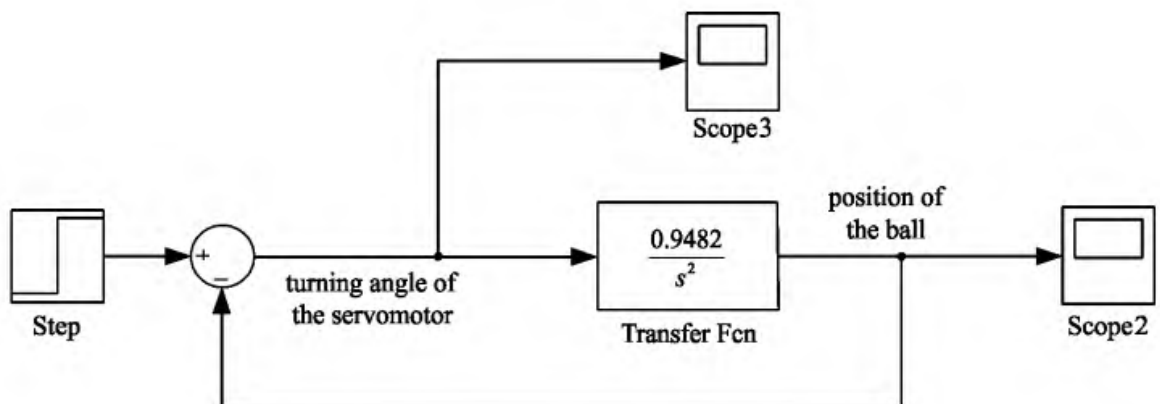 Scope3
position of
the ball
+
0.9482
s²
−
turning angle of
the servomotor
Step
Transfer Fcn
Scope2